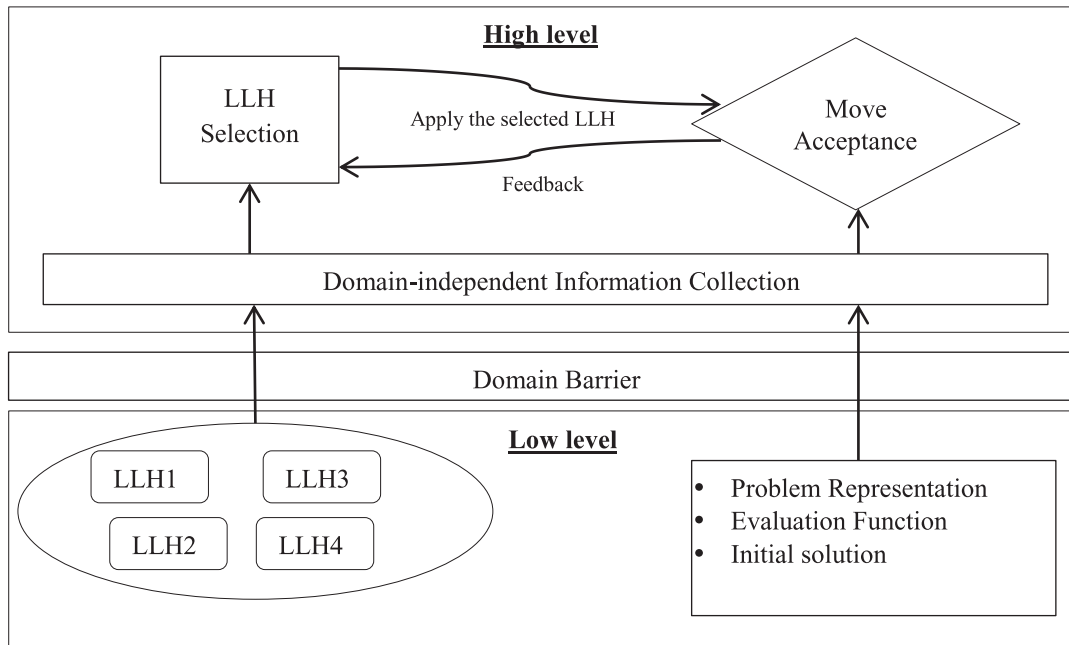 High level
LLH
Selection
Apply the selected LLH
Feedback
Move
Acceptance
Domain-independent Information Collection
Domain Barrier
Low level
LLH1
LLH3
LLH2
LLH4
• Problem Representation
• Evaluation Function
• Initial solution